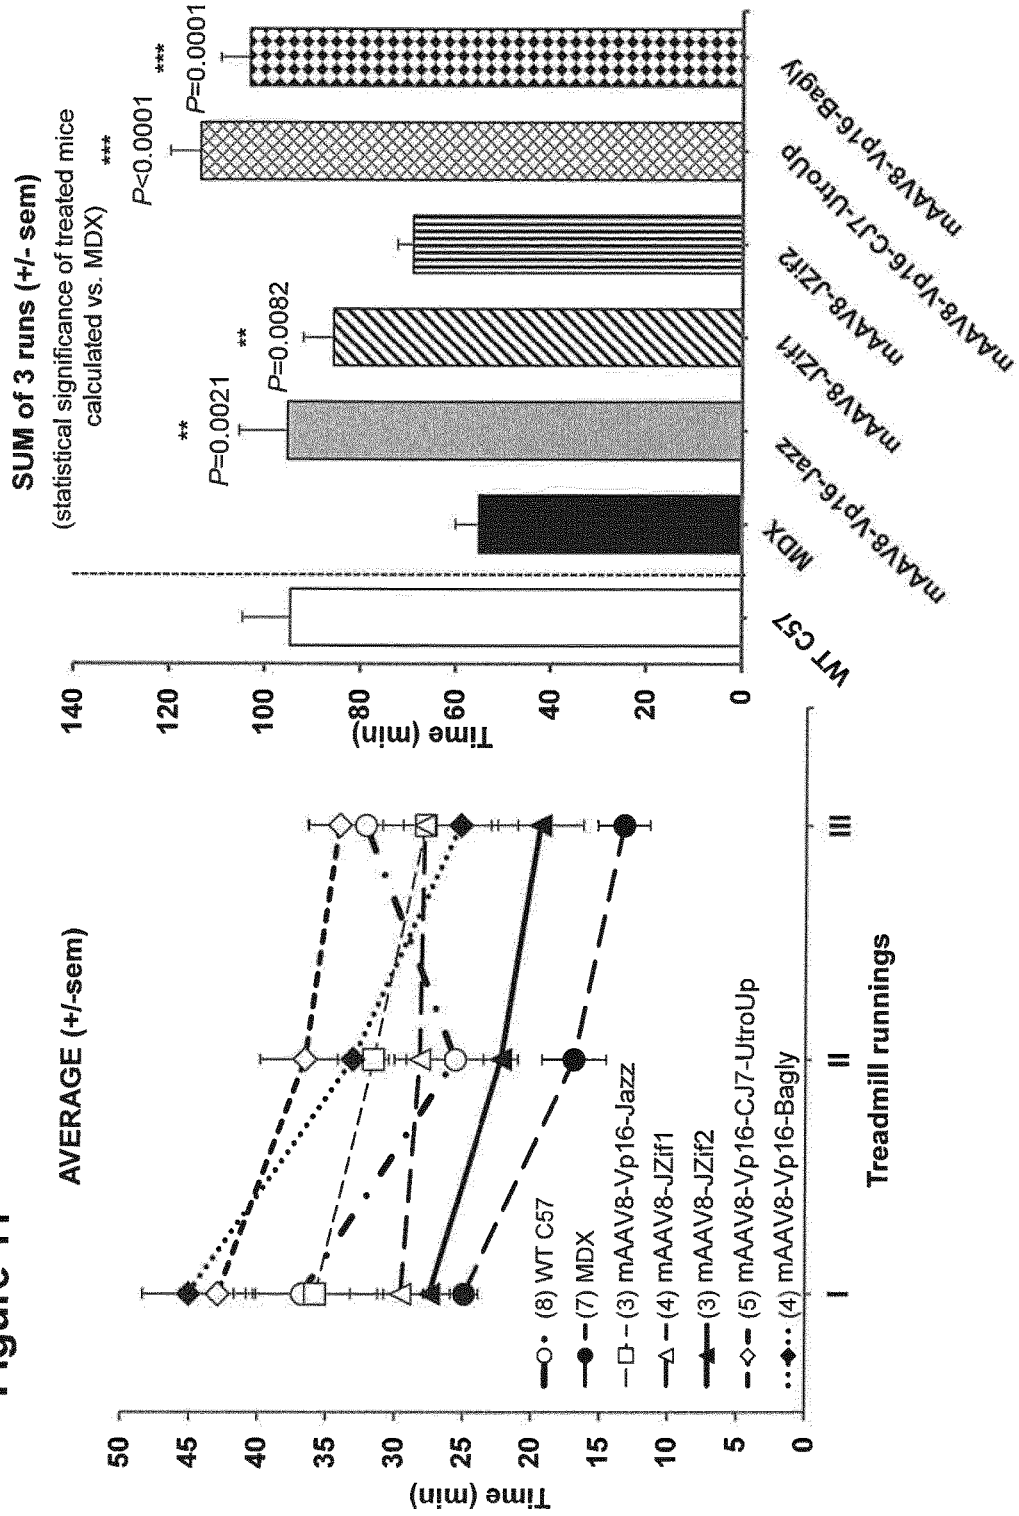 AVERAGE (+/-sem)
50
45
40
35
30
25
20
15
10
5
0
Time (min)
I
II
III
Treadmill runnings
(8) WT C57
(7) MDX
(3) mAAV8-Vp16-Jazz
(4) mAAV8-JZif1
(3) mAAV8-JZif2
(5) mAAV8-Vp16-CJ7-UtroUp
(4) mAAV8-Vp16-Bagly
SUM of 3 runs (+/- sem)
(statistical significance of treated mice
calculated vs. MDX)
140
120
100
80
60
40
20
0
Time (min)
**
P=0.0021
**
P=0.0082
***
P<0.0001
***
P=0.0001
WT C57
MDX
mAAV8-Vp16-Jazz
mAAV8-JZif1
mAAV8-JZif2
mAAV8-Vp16-CJ7-UtroUp
mAAV8-Vp16-Bagly